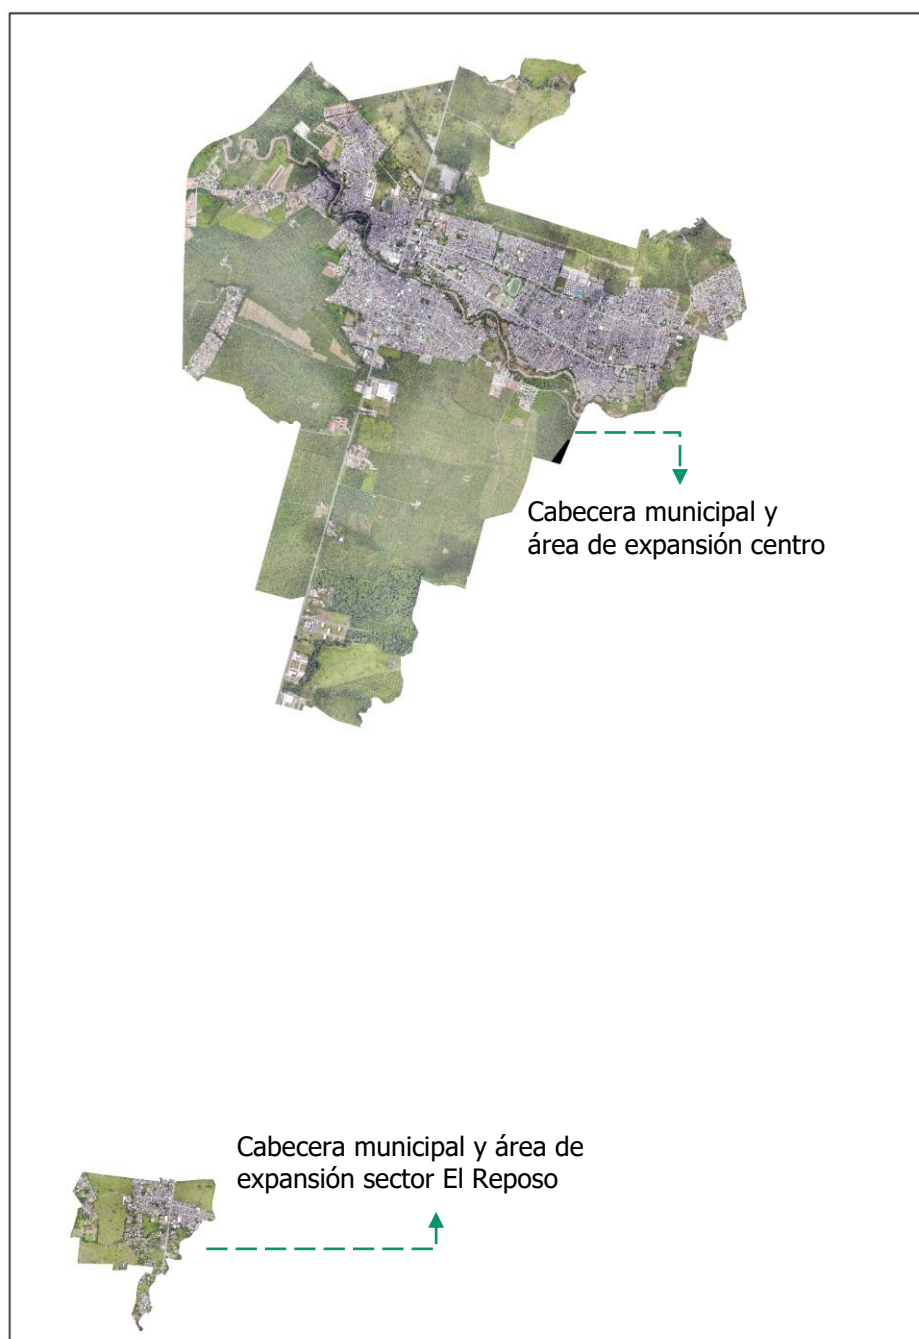 Cabecera municipal y
área de expansión centro
Cabecera municipal y área de
expansión sector El Reposo